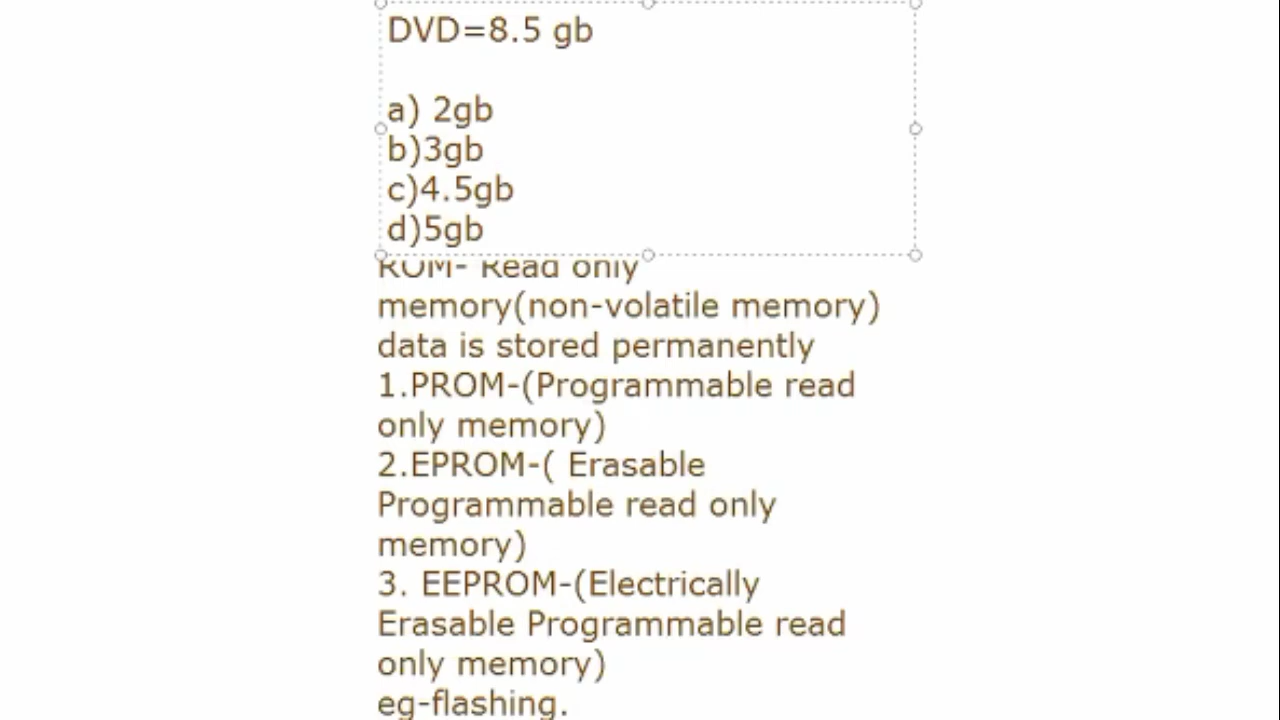 DVD=8.5 gb
a) 2gb
b)3gb
c)4.5gb
d)5gb
ROM- Read only
memory(non-volatile memory)
data is stored permanently
1.PROM-(Programmable read
only memory)
2.EPROM-( Erasable
Programmable read only
memory)
3. EEPROM-(Electrically
Erasable Programmable read
only memory)
eg-flashing.